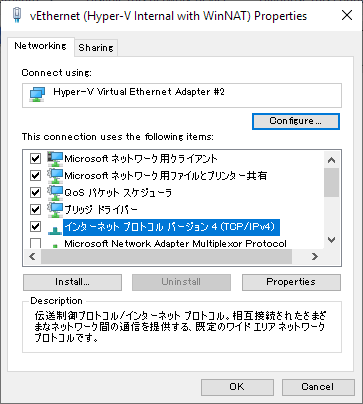 vEthernet (Hyper-V Internal with WinNAT) Properties
Networking
Sharing
Connect using:
Hyper-V Virtual Ethernet Adapter #2
Configure...
This connection uses the following items:
Microsoft ネットワーク用クライアント
Microsoft ネットワーク用ファイルとプリンター共有
QoS パケット スケジューラ
ブリッジ ドライバー
インターネット プロトコル バージョン 4 (TCP/IPv4)
Microsoft Network Adapter Multiplexor Protocol
Install...
Uninstall
Properties
Description
伝送制御プロトコル/インターネット プロトコル。相互接続されたさまざ
まなネットワーク間の通信を提供する、既定のワイド エリア ネットワーク
プロトコルです。
OK
Cancel